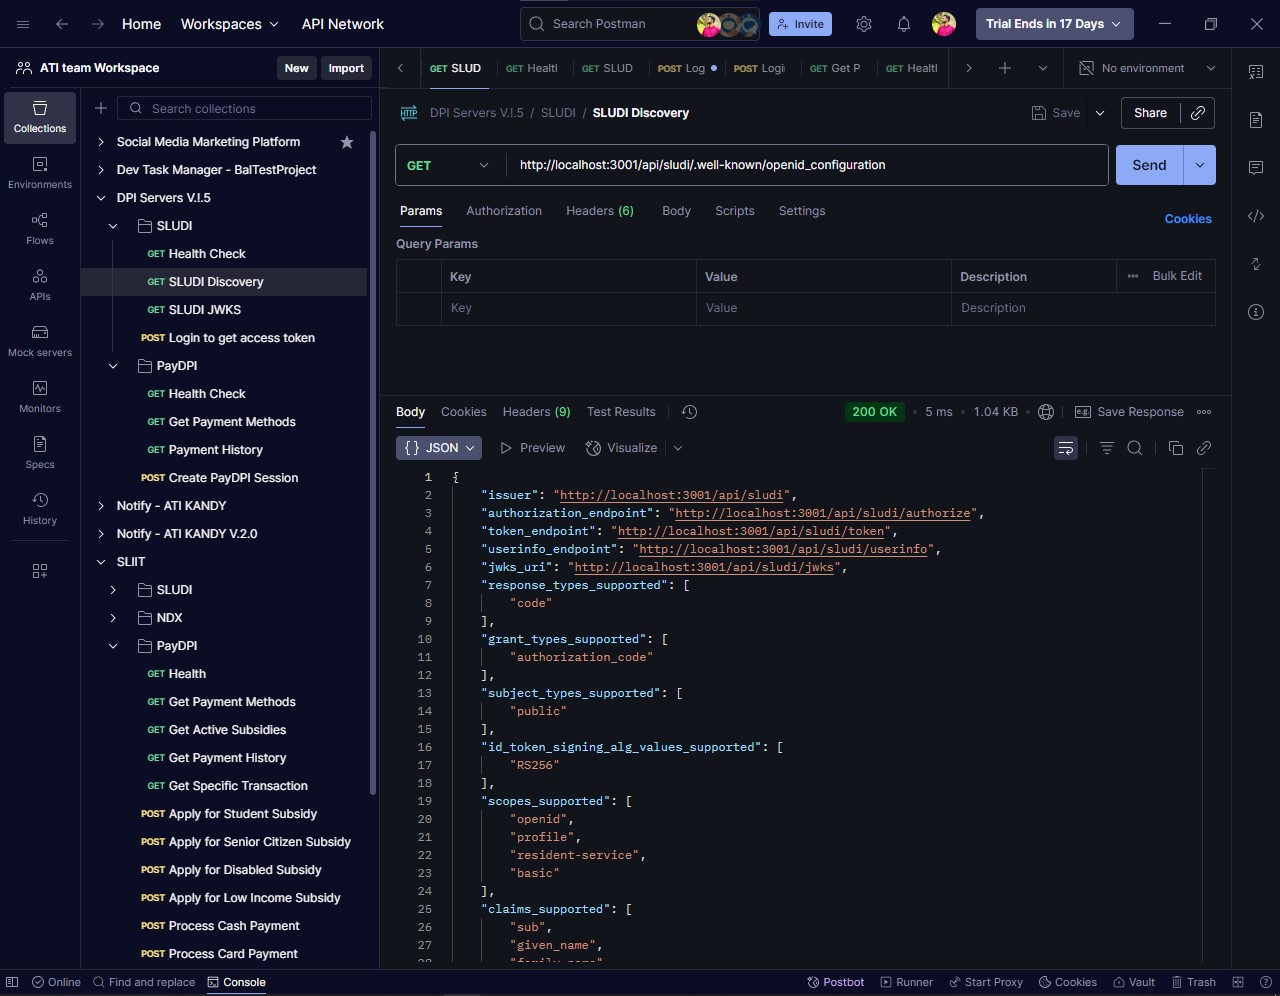 Home
Workspaces
API Network
Search Postman
Invite
Trial Ends in 17 Days
ATI team Workspace
New
Import
GET SLUD
GET Healtl
GET SLUD
POST Log
POST Logi
GET Get P
GET Healtl
No environment
Collections
Environments
Flows
APIs
Mock servers
Monitors
Specs
History
Search collections
Social Media Marketing Platform
Dev Task Manager - BalTestProject
DPI Servers V.!.5
SLUDI
GET Health Check
GET SLUDI Discovery
GET SLUDI JWKS
POST Login to get access token
PayDPI
GET Health Check
GET Get Payment Methods
GET Payment History
POST Create PayDPI Session
Notify - ATI KANDY
Notify - ATI KANDY V.2.0
SLIIT
SLUDI
NDX
PayDPI
GET Health
GET Get Payment Methods
GET Get Active Subsidies
GET Get Payment History
GET Get Specific Transaction
POST Apply for Student Subsidy
POST Apply for Senior Citizen Subsidy
POST Apply for Disabled Subsidy
POST Apply for Low Income Subsidy
POST Process Cash Payment
POST Process Card Payment
HTTP DPI Servers V.!.5 / SLUDI / SLUDI Discovery
Save
Share
GET http://localhost:3001/api/sludi/.well-known/openid_configuration
Send
Params Authorization Headers (6) Body Scripts Settings
Cookies
Query Params
Key Value Description Bulk Edit
Key Value Description
Body Cookies Headers (9) Test Results
200 OK • 5 ms • 1.04 KB
e.g. Save Response
{} JSON
Preview
Visualize
1 {
2 "issuer": "http://localhost:3001/api/sludi",
3 "authorization_endpoint": "http://localhost:3001/api/sludi/authorize",
4 "token_endpoint": "http://localhost:3001/api/sludi/token",
5 "userinfo_endpoint": "http://localhost:3001/api/sludi/userinfo",
6 "jwks_uri": "http://localhost:3001/api/sludi/jwks",
7 "response_types_supported": [
8 "code"
9 ],
10 "grant_types_supported": [
11 "authorization_code"
12 ],
13 "subject_types_supported": [
14 "public"
15 ],
16 "id_token_signing_alg_values_supported": [
17 "RS256"
18 ],
19 "scopes_supported": [
20 "openid",
21 "profile",
22 "resident-service",
23 "basic"
24 ],
25 "claims_supported": [
26 "sub",
27 "given_name",
28 "family_name"
Online
Find and replace
Console
Postbot
Runner
Start Proxy
Cookies
Vault
Trash